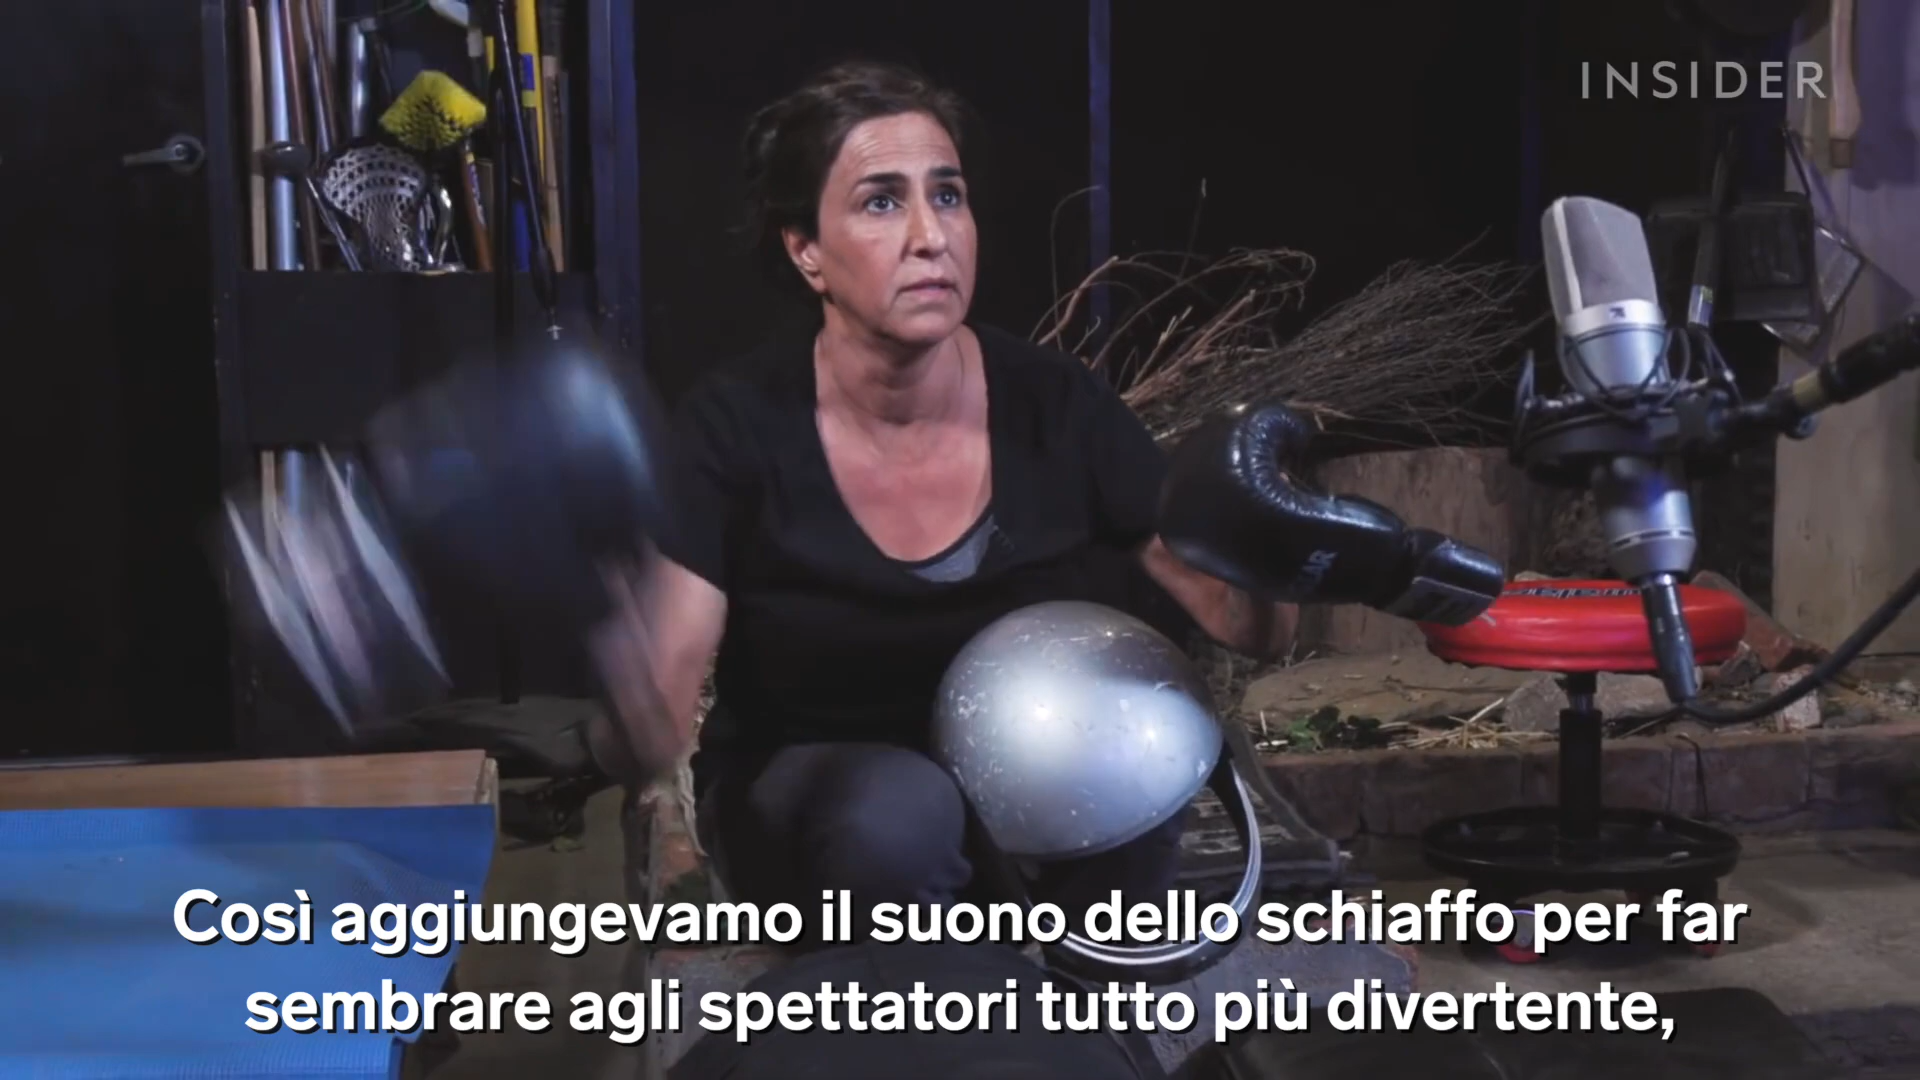 INSIDER
Così aggiungevamo il suono dello schiaffo per far
sembrare agli spettatori tutto più divertente,